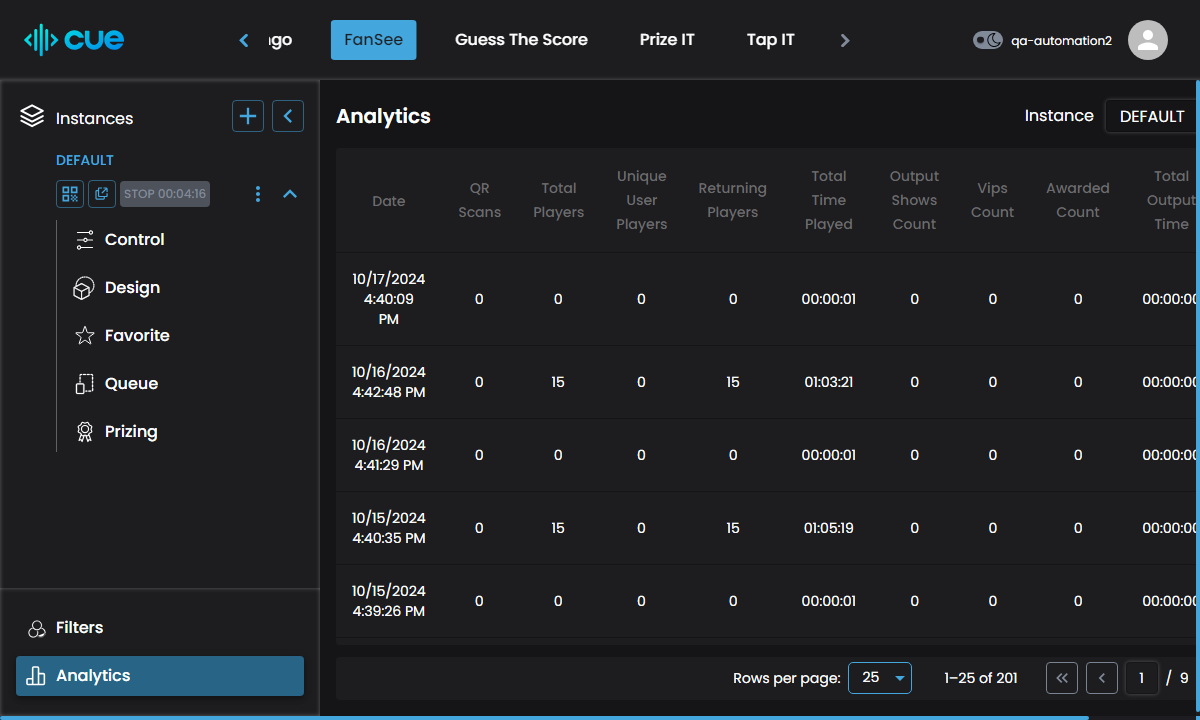 cue
ngo
FanSee
Guess The Score
Prize IT
Tap IT
qa-automation2
Instances
DEFAULT
STOP 00:04:16
Control
Design
Favorite
Queue
Prizing
Filters
Analytics
Analytics
Instance
DEFAULT
Date
QR
Scans
Total
Players
Unique
User
Players
Returning
Players
Total
Time
Played
Output
Shows
Count
Vips
Count
Awarded
Count
Total
Output
Time
10/17/2024
4:40:09
PM
0 0 0 0 00:00:01 0 0 0 00:00:00
10/16/2024
4:42:48 PM
0 15 0 15 01:03:21 0 0 0 00:00:00
10/16/2024
4:41:29 PM
0 0 0 0 00:00:01 0 0 0 00:00:00
10/15/2024
4:40:35 PM
0 15 0 15 01:05:19 0 0 0 00:00:00
10/15/2024
4:39:26 PM
0 0 0 0 00:00:01 0 0 0 00:00:00
Rows per page: 25 1–25 of 201 1 / 9